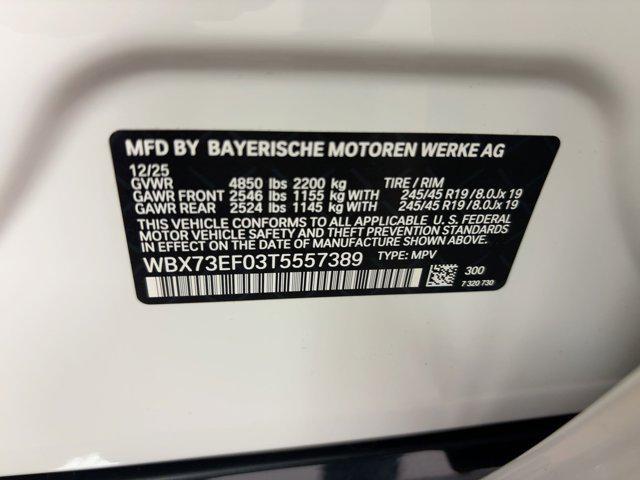 MFD BY BAYERISCHE MOTOREN WERKE AG
12/25
GVWR 4850 lbs 2200 kg TIRE / RIM
GAWR FRONT 2546 lbs 1155 kg WITH 245/45 R19/8.0Jx 19
GAWR REAR 2524 lbs 1145 kg WITH 245/45 R19/8.0Jx 19
THIS VEHICLE CONFORMS TO ALL APPLICABLE U. S. FEDERAL
MOTOR VEHICLE SAFETY AND THEFT PREVENTION STANDARDS
IN EFFECT ON THE DATE OF MANUFACTURE SHOWN ABOVE.
WBX73EF03T5557389 TYPE: MPV
300
7 320 730